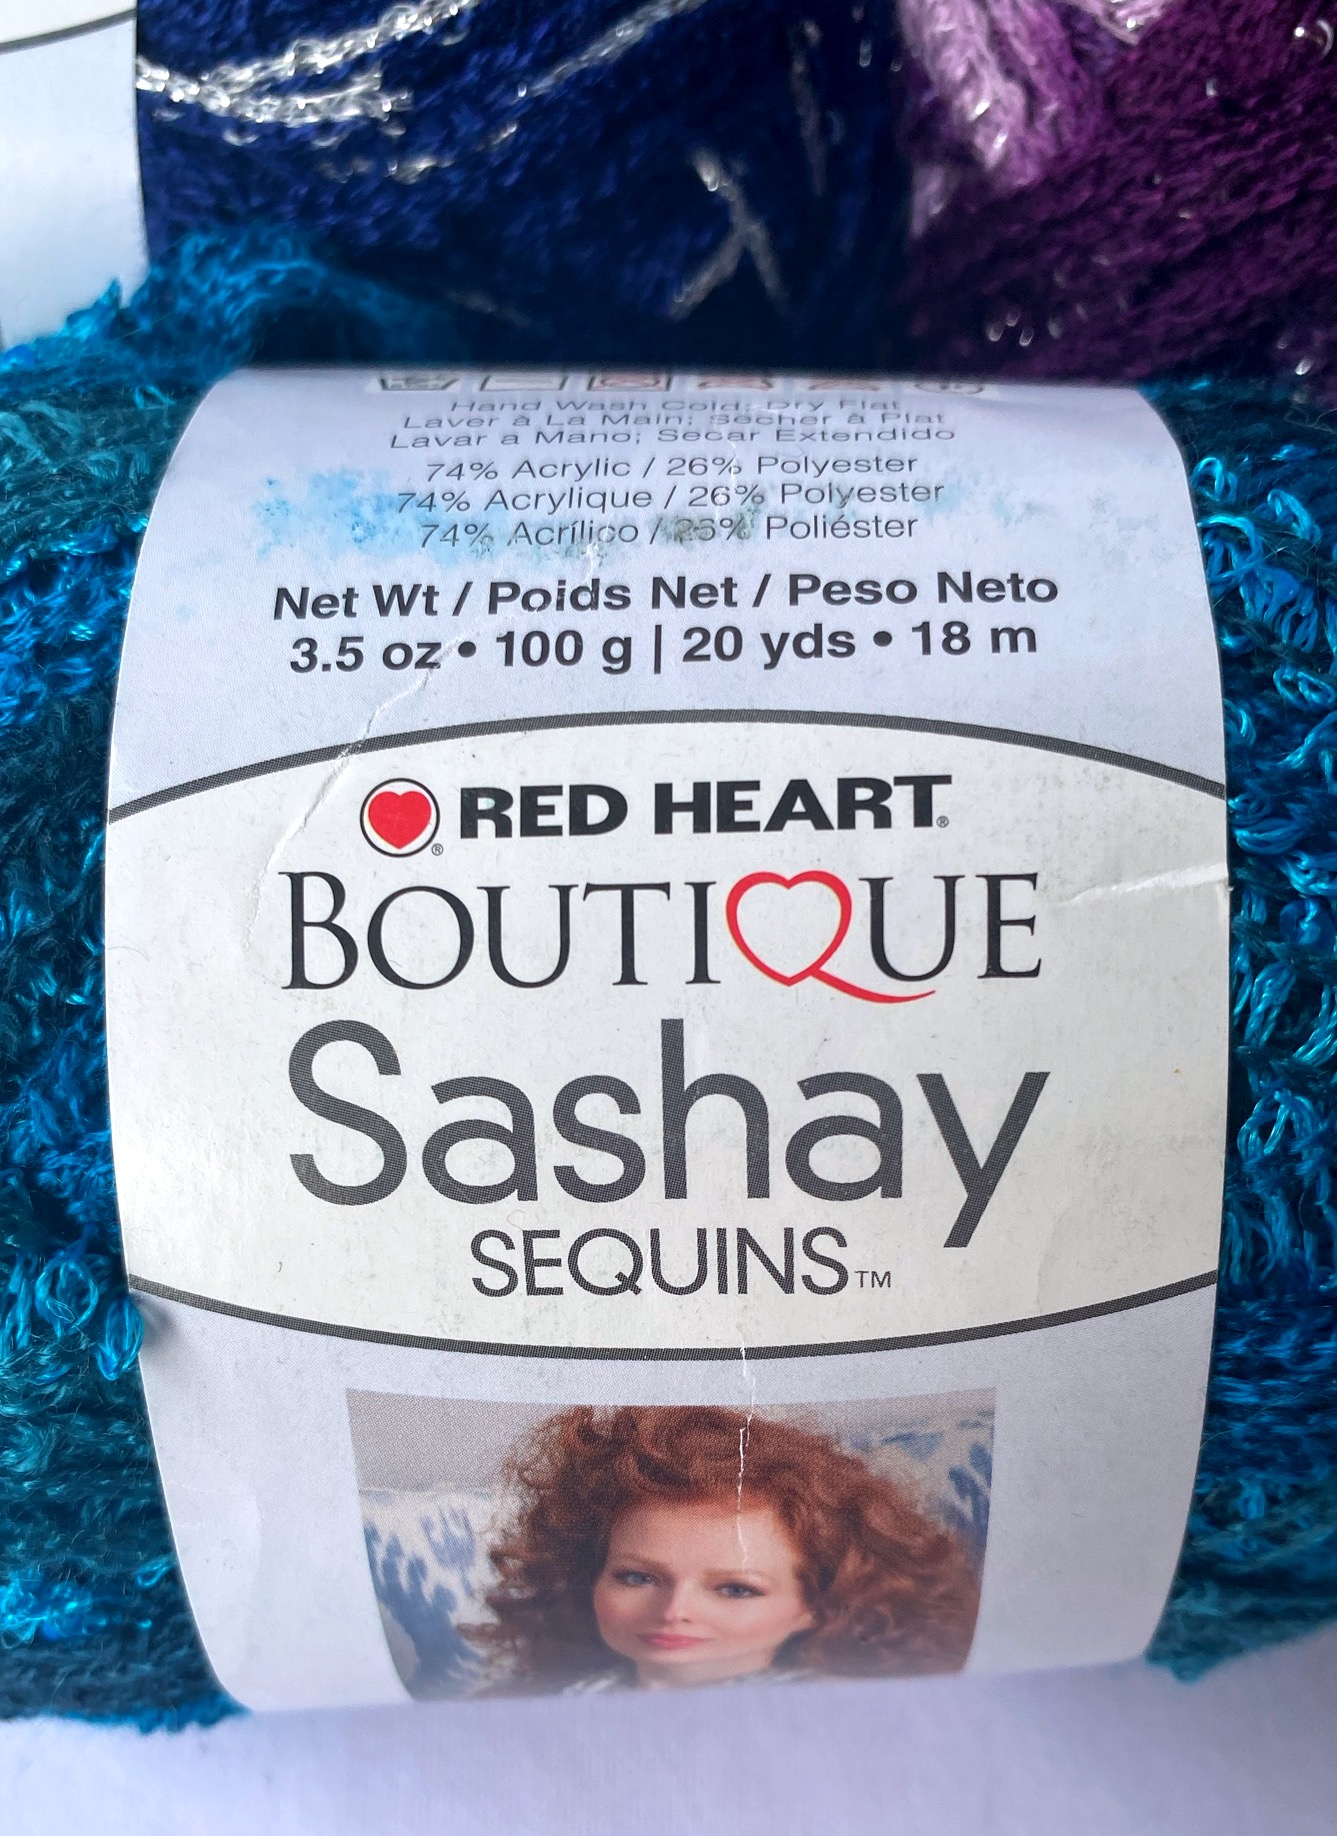 Hand Wash Cold; Dry Flat
Laver à La Main; Sécher à Plat
Lavar a Mano; Secar Extendido
74% Acrylic / 26% Polyester
74% Acrylique / 26% Polyester
74% Acrílico / 26% Poliéster
Net Wt / Poids Net / Peso Neto
3.5 oz • 100 g | 20 yds • 18 m
RED HEART®
®
BOUTIQUE
Sashay
SEQUINS™